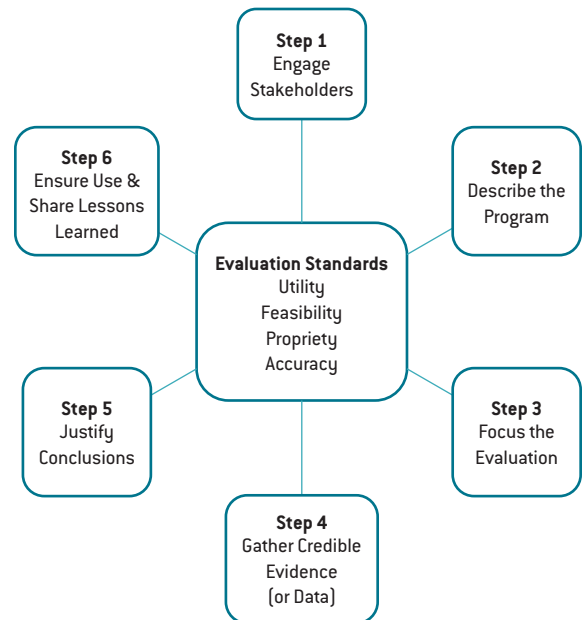 Step 1
Engage
Stakeholders
Step 2
Describe the
Program
Step 3
Focus the
Evaluation
Step 4
Gather Credible
Evidence
(or Data)
Step 5
Justify
Conclusions
Step 6
Ensure Use &
Share Lessons
Learned
Evaluation Standards
Utility
Feasibility
Propriety
Accuracy